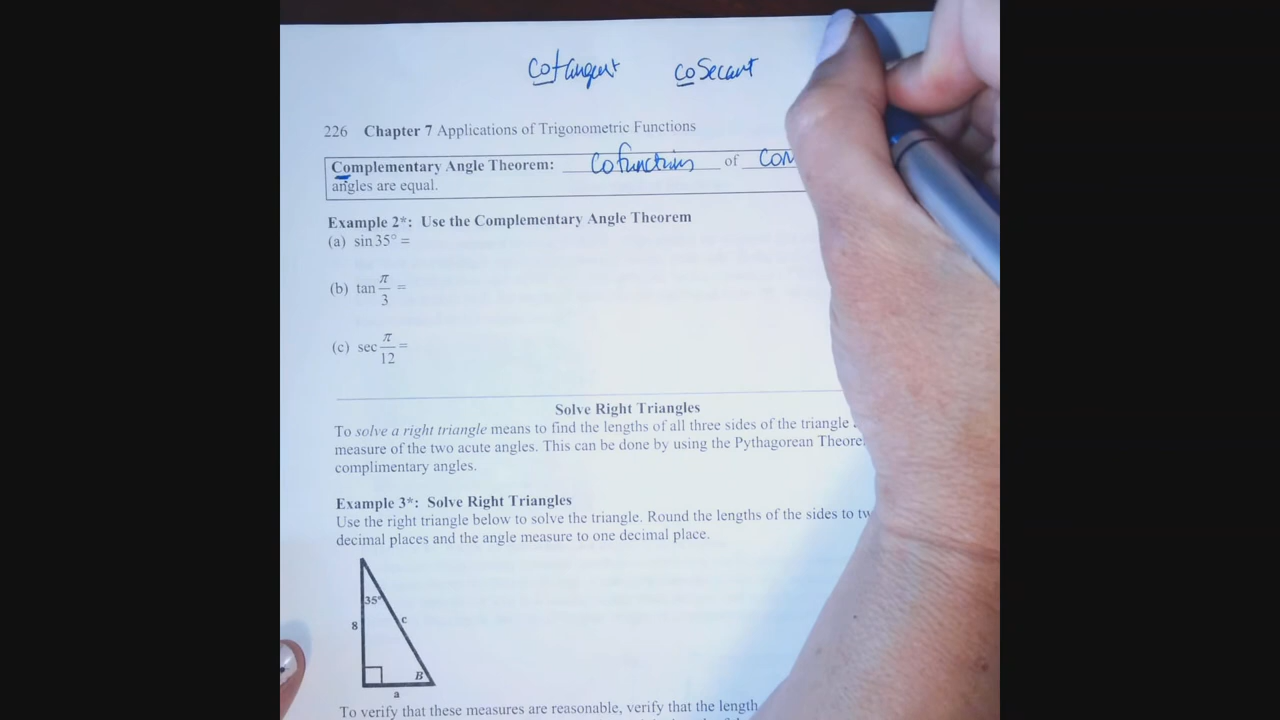 cotangent cosecant
226 Chapter 7 Applications of Trigonometric Functions
Complementary Angle Theorem: Cofunctions of
angles are equal.
Example 2*: Use the Complementary Angle Theorem
(a) sin 35° =
(b) tan π/3 =
(c) sec π/12 =
Solve Right Triangles
To solve a right triangle means to find the lengths of all three sides of the triangle
measure of the two acute angles. This can be done by using the Pythagorean
complimentary angles.
Example 3*: Solve Right Triangles
Use the right triangle below to solve the triangle. Round the lengths of the sides to
decimal places and the angle measure to one decimal place.
35°
8
c
B
a
To verify that these measures are reasonable, verify that the length